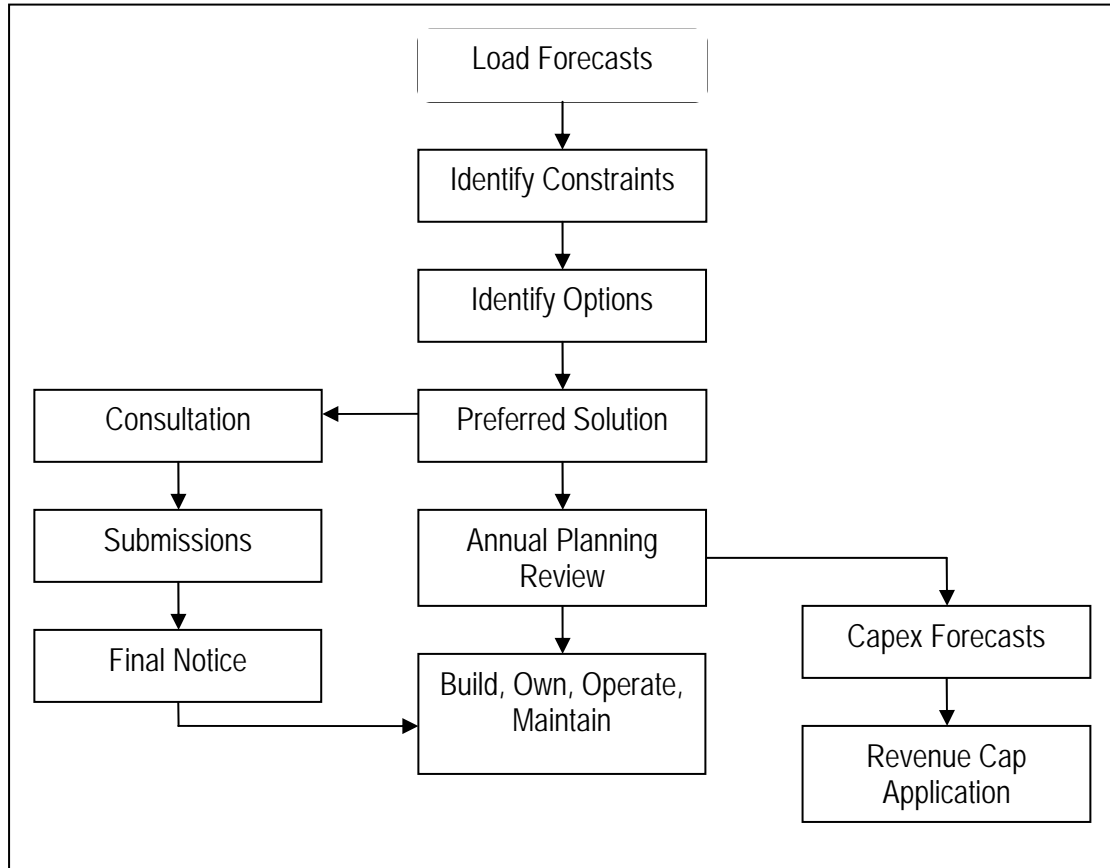 Load Forecasts
Identify Constraints
Identify Options
Consultation
Preferred Solution
Submissions
Annual Planning
Review
Final Notice
Capex Forecasts
Build, Own, Operate,
Maintain
Revenue Cap
Application